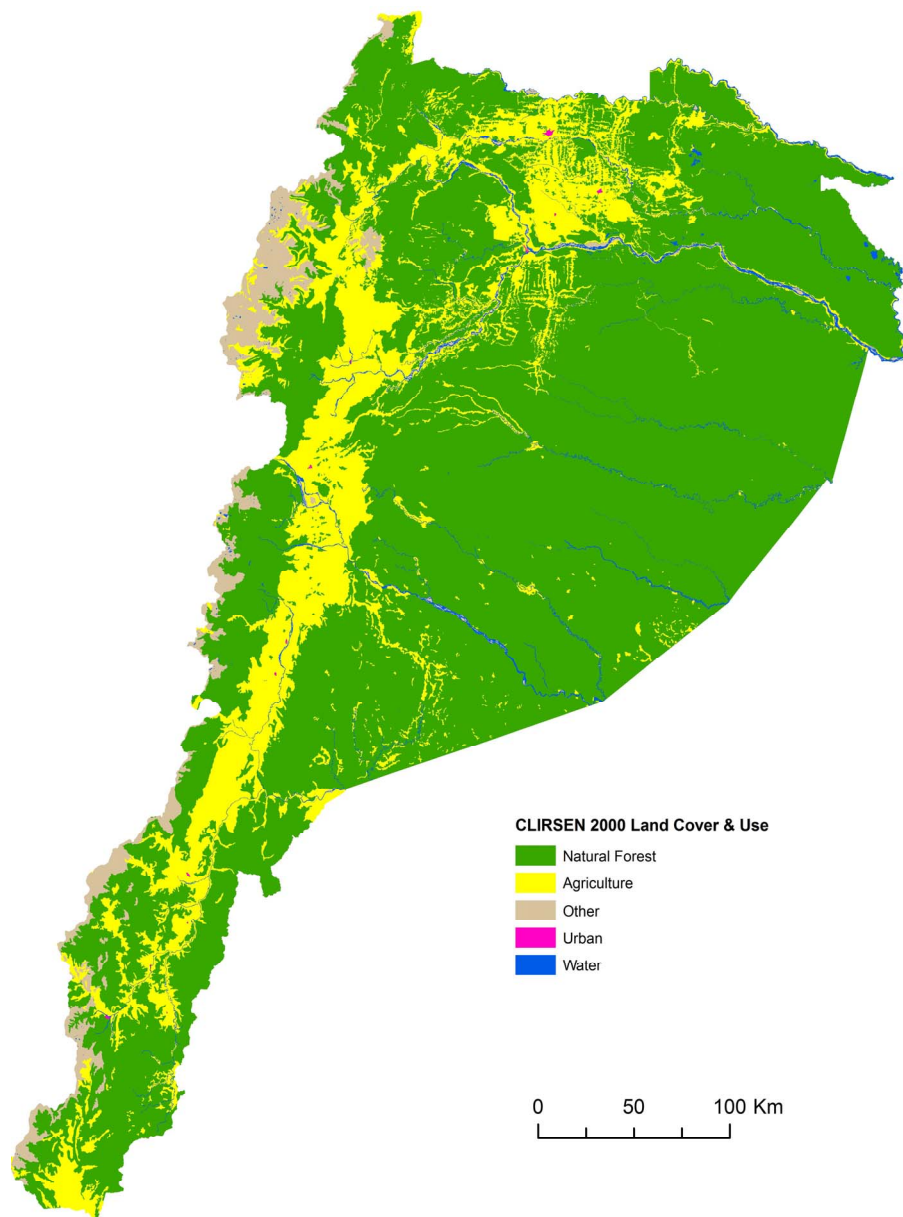 CLIRSEN 2000 Land Cover & Use
Natural Forest
Agriculture
Other
Urban
Water
0 50 100 Km